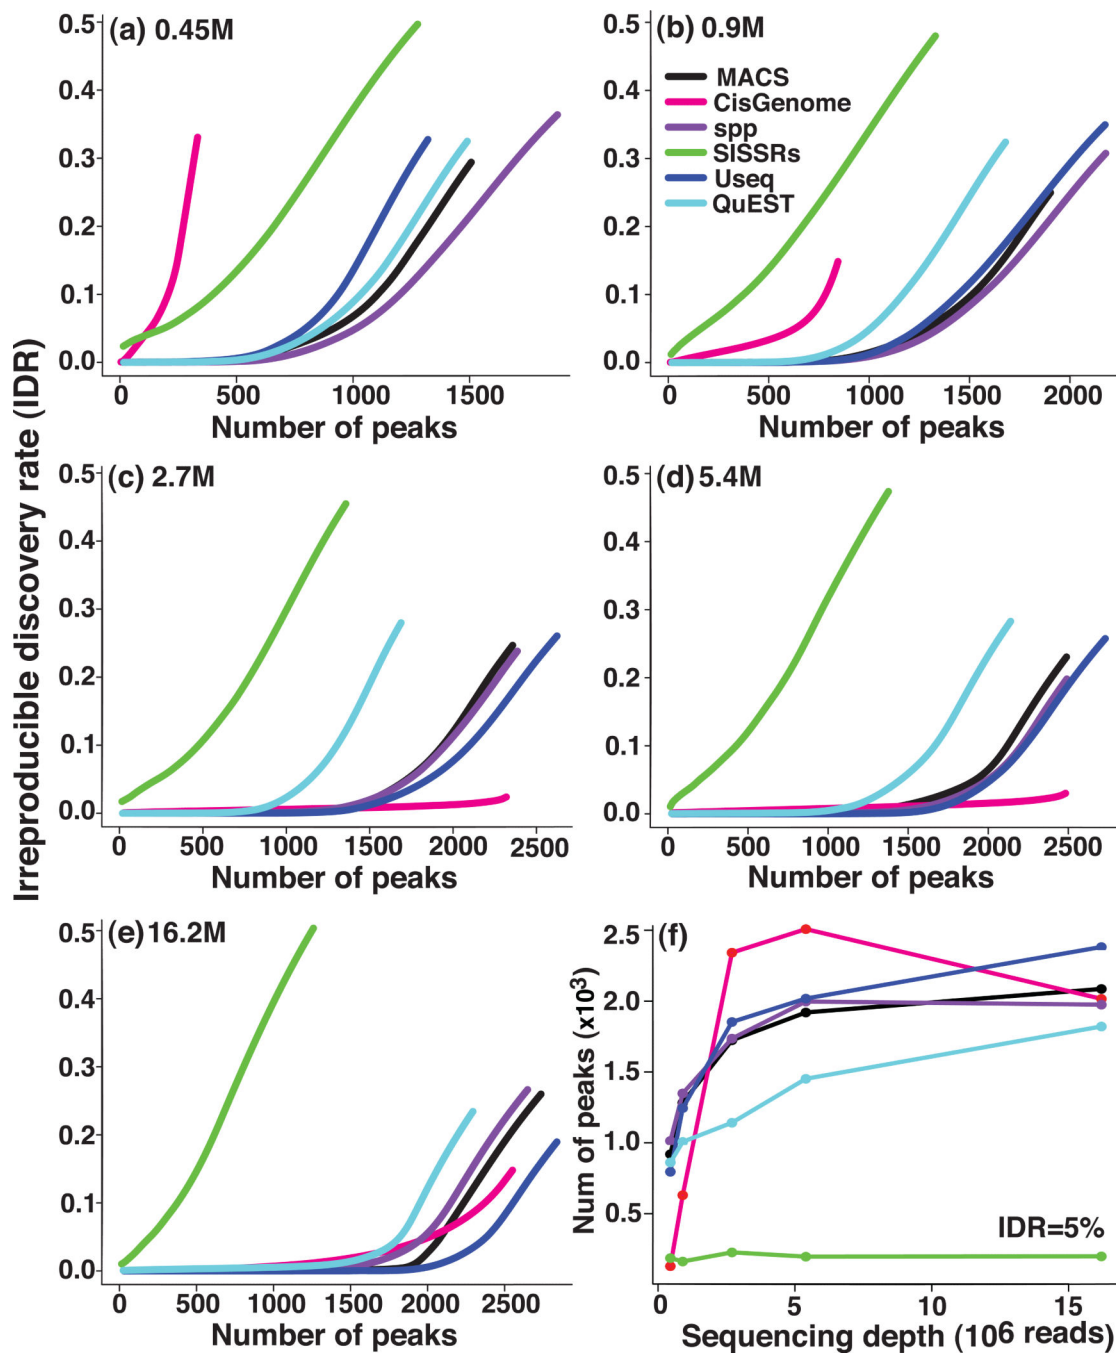 Irreproducible discovery rate (IDR)
(a) 0.45M
0.5
0.4
0.3
0.2
0.1
0.0
0 500 1000 1500
Number of peaks
(b) 0.9M
0.5
0.4
0.3
0.2
0.1
0.0
MACS
CisGenome
spp
SISSRs
Useq
QuEST
0 500 1000 1500 2000
Number of peaks
(c) 2.7M
0.5
0.4
0.3
0.2
0.1
0.0
0 500 1000 1500 2000 2500
Number of peaks
(d) 5.4M
0.5
0.4
0.3
0.2
0.1
0.0
0 500 1000 1500 2000 2500
Number of peaks
(e) 16.2M
0.5
0.4
0.3
0.2
0.1
0.0
0 500 1000 1500 2000 2500
Number of peaks
(f)
Num of peaks (x10³)
2.5
2.0
1.5
1.0
0.5
IDR=5%
0 5 10 15
Sequencing depth (10⁶ reads)